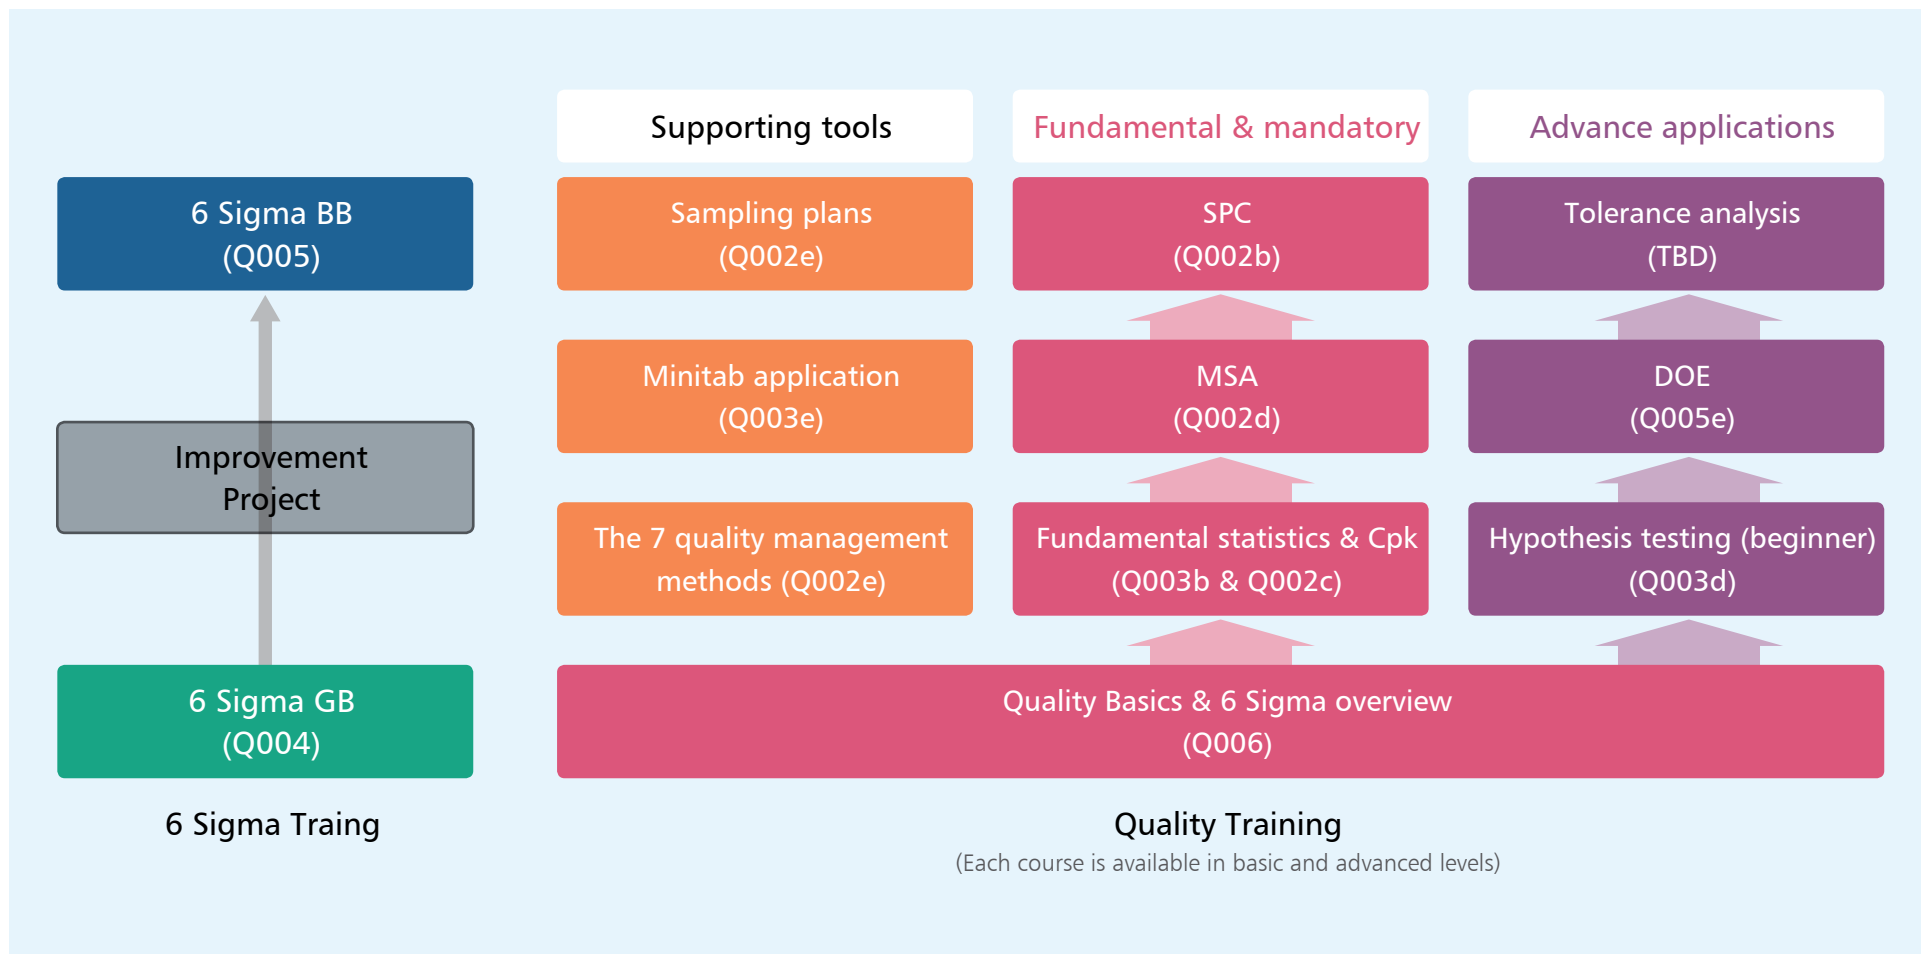 Supporting tools
Fundamental & mandatory
Advance applications
6 Sigma BB
(Q005)
Sampling plans
(Q002e)
SPC
(Q002b)
Tolerance analysis
(TBD)
Minitab application
(Q003e)
MSA
(Q002d)
DOE
(Q005e)
Improvement
Project
The 7 quality management
methods (Q002e)
Fundamental statistics & Cpk
(Q003b & Q002c)
Hypothesis testing (beginner)
(Q003d)
6 Sigma GB
(Q004)
Quality Basics & 6 Sigma overview
(Q006)
6 Sigma Traing
Quality Training
(Each course is available in basic and advanced levels)